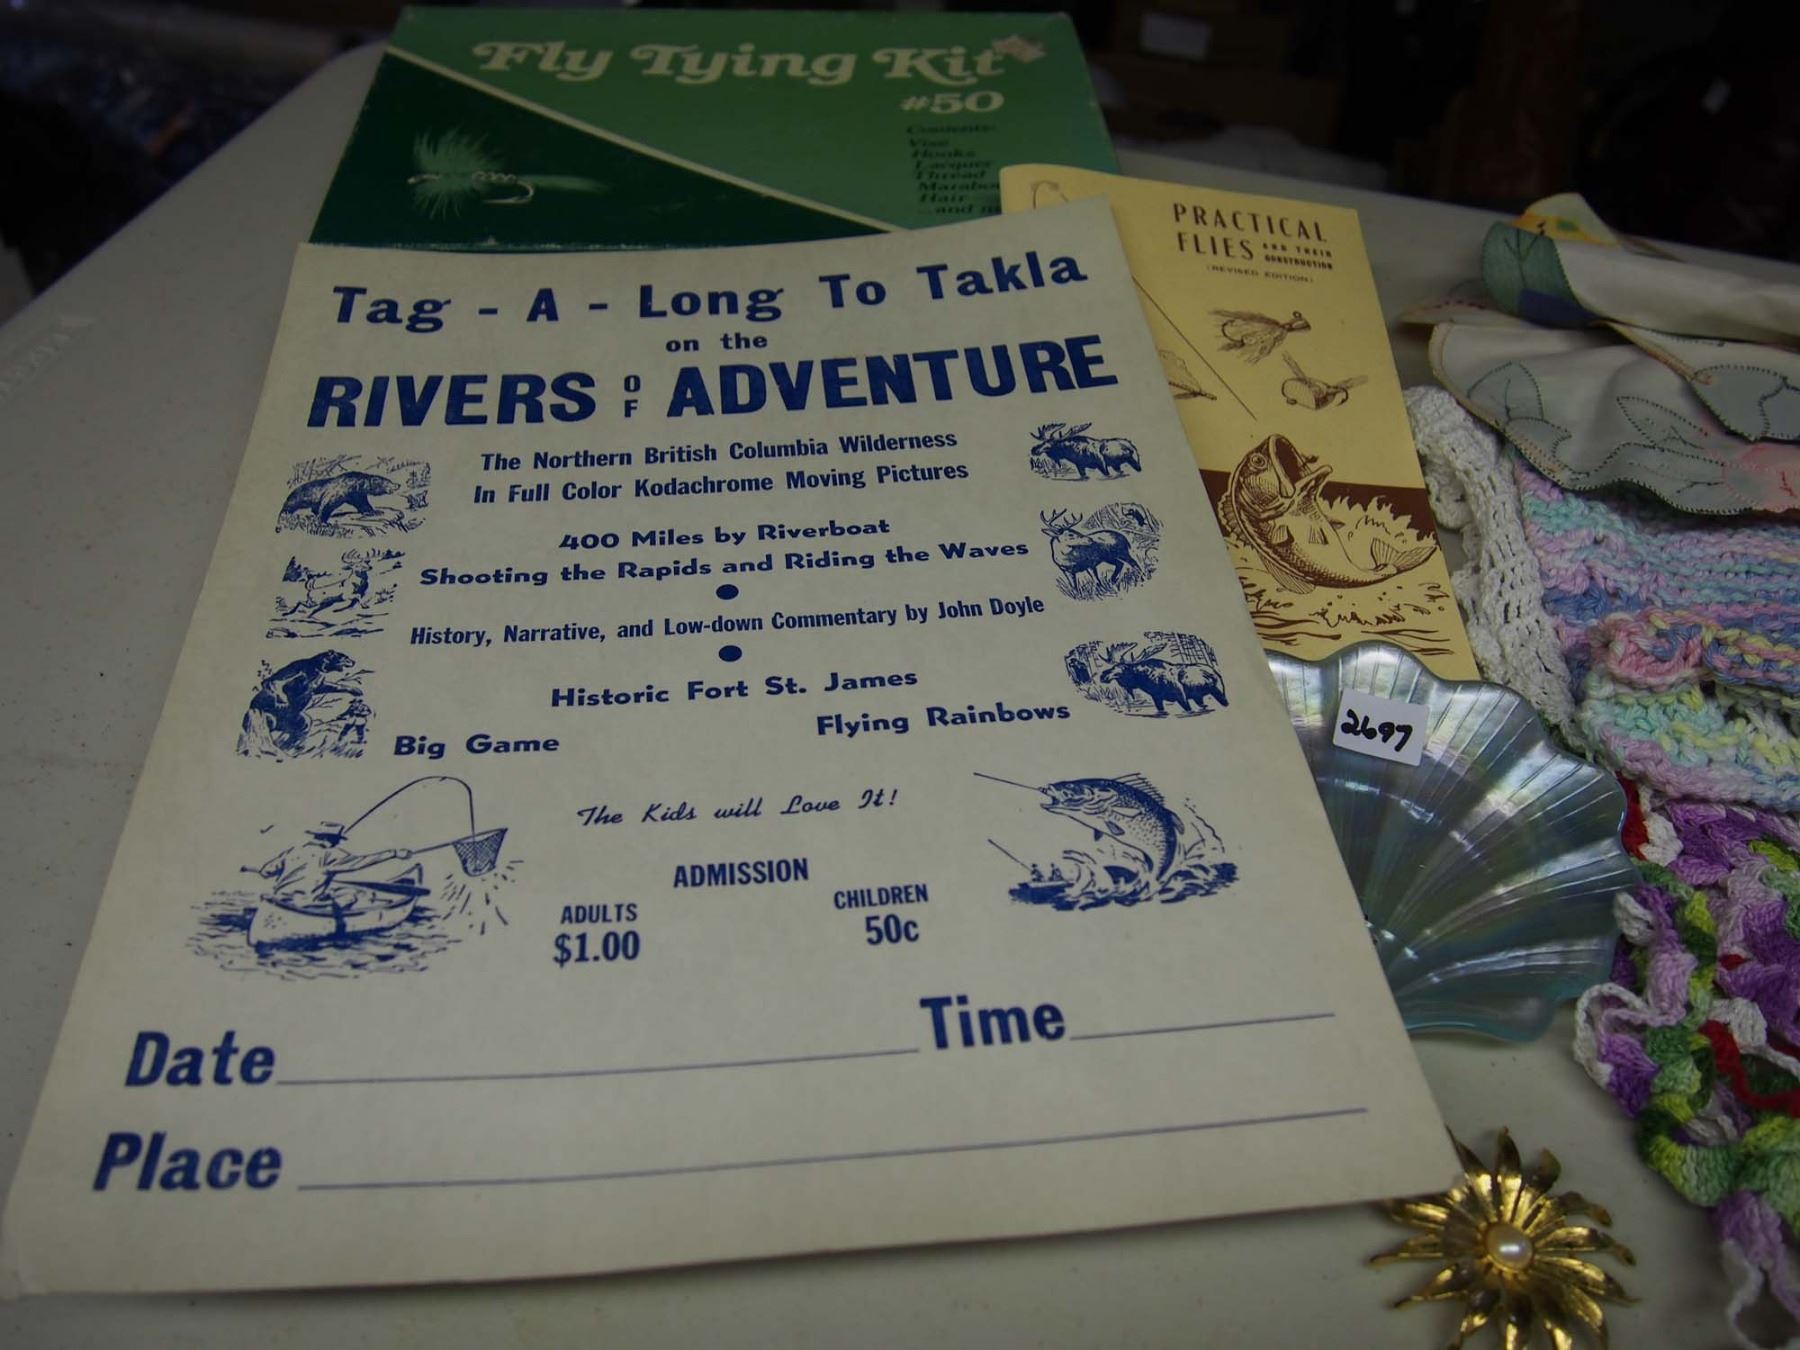 Fly Tying Kit
#50
Contents:
Vise
Hooks
Lacquer
Thread
Hair
...and
PRACTICAL
FLIES AND THEIR
CONSTRUCTION
(REVISED EDITION)
Tag - A - Long To Takla
on the
RIVERS OF ADVENTURE
The Northern British Columbia Wilderness
In Full Color Kodachrome Moving Pictures
400 Miles by Riverboat
Shooting the Rapids and Riding the Waves
History, Narrative, and Low-down Commentary by John Doyle
Historic Fort St. James
Big Game
Flying Rainbows
The Kids will Love It!
ADMISSION
ADULTS
$1.00
CHILDREN
50c
Date
Time
Place
2697